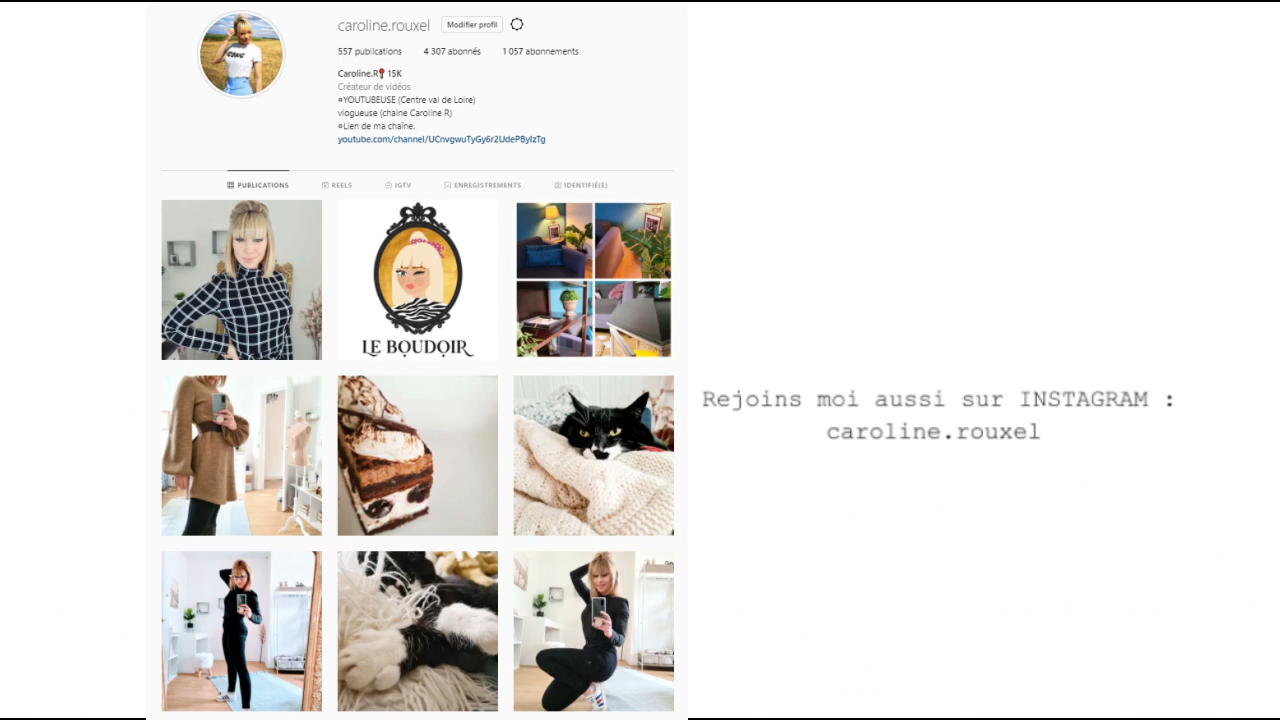 caroline.rouxel Modifier profil
557 publications 4 307 abonnés 1 057 abonnements
Caroline.R📍 15K
Créateur de vidéos
¤YOUTUBEUSE (Centre val de Loire)
vlogueuse (chaine Caroline R)
¤Lien de ma chaîne.
youtube.com/channel/UCnvgwuTyGy6r2UdePBylzTg
PUBLICATIONS REELS IGTV ENREGISTREMENTS IDENTIFIÉ(E)
LE BOUDOIR
Rejoins moi aussi sur INSTAGRAM :
caroline.rouxel